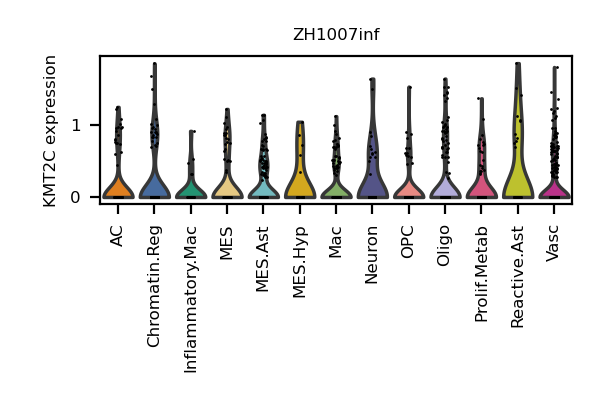 ZH1007inf
KMT2C expression
1
0
AC
Chromatin.Reg
Inflammatory.Mac
MES
MES.Ast
MES.Hyp
Mac
Neuron
OPC
Oligo
Prolif.Metab
Reactive.Ast
Vasc